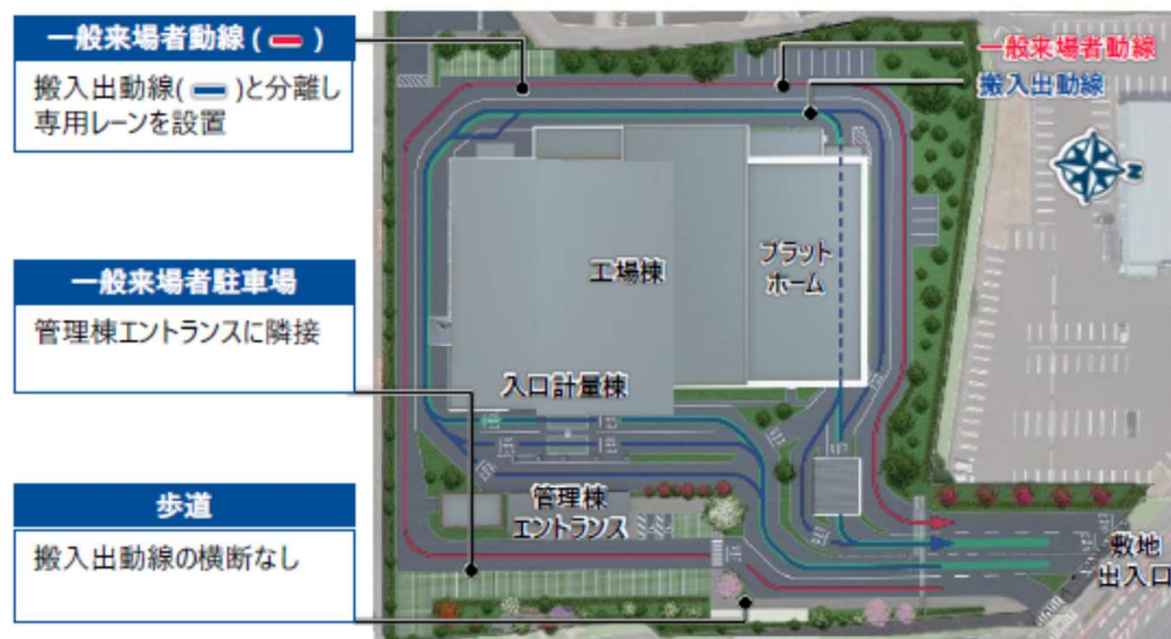 一般来場者動線 ( )
搬入出動線( )と分離し
専用レーンを設置
一般来場者駐車場
管理棟エントランスに隣接
歩道
搬入出動線の横断なし
一般来場者動線
搬入出動線
N
工場棟
プラット
ホーム
入口計量棟
管理棟
エントランス
敷地
出入口